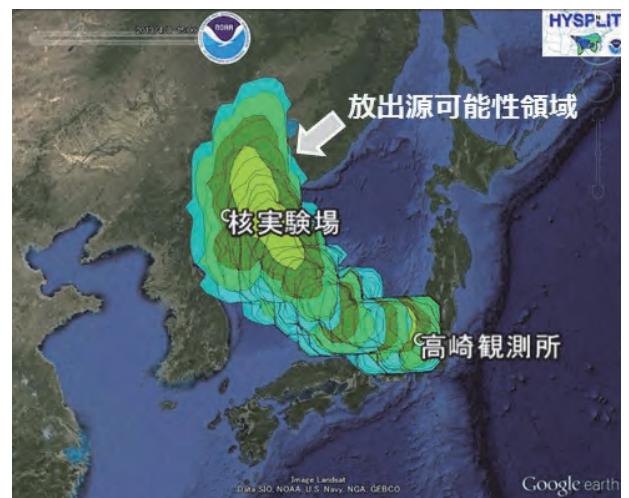 NOAA
HYSPLIT
放出源可能性領域
核実験場
高崎観測所
Image Landsat
Data SIO, NOAA, U.S. Navy, NGA, GEBCO
Google earth